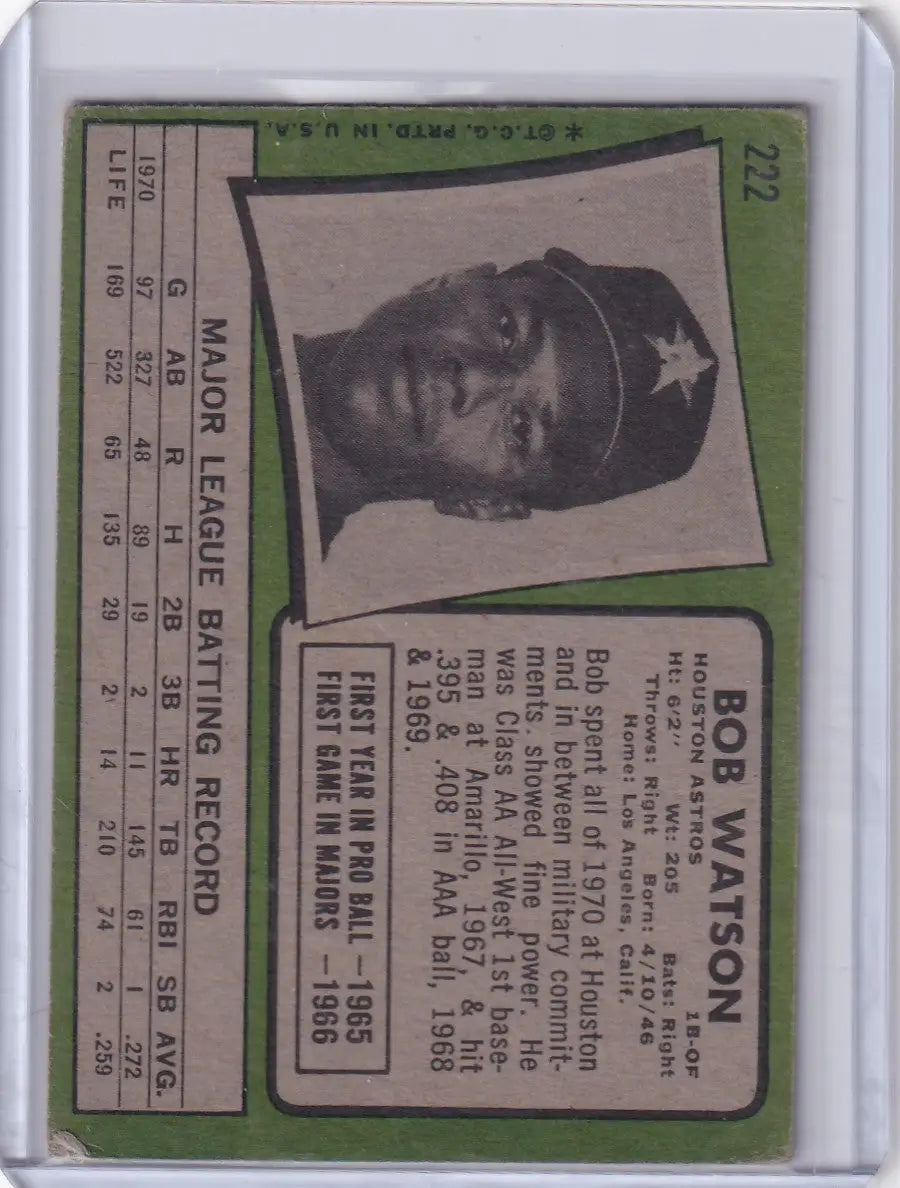 222
BOB WATSON
HOUSTON ASTROS 1B-OF
Ht: 6'2" Wt: 205 Bats: Right
Throws: Right Born: 4/10/46
Home: Los Angeles, Calif.
Bob spent all of 1970 at Houston
and in between military commit-
ments. showed fine power. He
was Class AA All-West 1st base-
man at Amarillo, 1967, & hit
.395 & .408 in AAA ball, 1968
& 1969.
FIRST YEAR IN PRO BALL —1965
FIRST GAME IN MAJORS —1966
*©T.C.G. PRTD. IN U.S.A.
MAJOR LEAGUE BATTING RECORD
G AB R H 2B 3B HR TB RBI SB AVG.
1970 97 327 48 89 19 2 11 145 61 1 .272
LIFE 169 522 65 135 29 2 14 210 74 2 .259